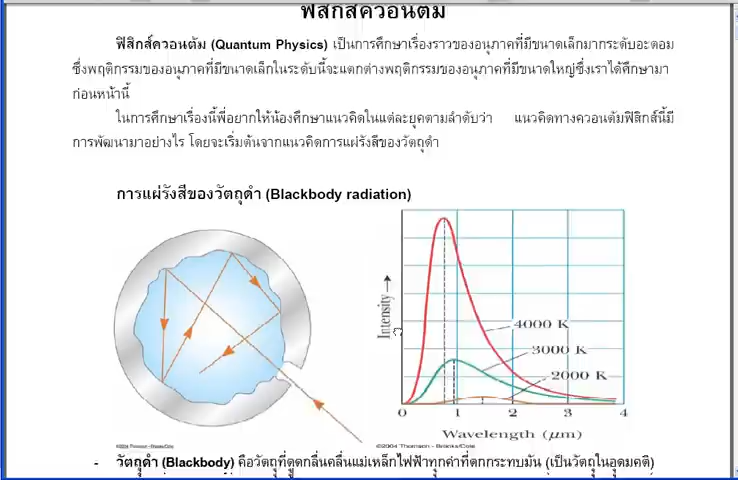 ฟิสิกส์ควอนตัม
ฟิสิกส์ควอนตัม (Quantum Physics) เป็นการศึกษาเรื่องราวของอนุภาคที่มีขนาดเล็กมากระดับอะตอม
ซึ่งพฤติกรรมของอนุภาคที่มีขนาดเล็กในระดับนี้จะแตกต่างพฤติกรรมของอนุภาคที่มีขนาดใหญ่ซึ่งเราได้ศึกษามา
ก่อนหน้านี้
ในการศึกษาเรื่องนี้พี่อยากให้น้องศึกษาแนวคิดในแต่ละยุคตามลำดับว่า แนวคิดทางควอนตัมฟิสิกส์นี้มี
การพัฒนามาอย่างไร โดยจะเริ่มต้นจากแนวคิดการแผ่รังสีของวัตถุดำ
การแผ่รังสีของวัตถุดำ (Blackbody radiation)
Intensity
4000 K
3000 K
2000 K
0 1 2 3 4
Wavelength (μm)
©2004 Thomson - Brooks/Cole
©2004 Thomson - Brooks/Cole
- วัตถุดำ (Blackbody) คือวัตถุที่ดูดกลื่นคลื่นแม่เหล็กไฟฟ้าทุกค่าที่ตกกระทบมัน (เป็นวัตถุในอุดมคติ)